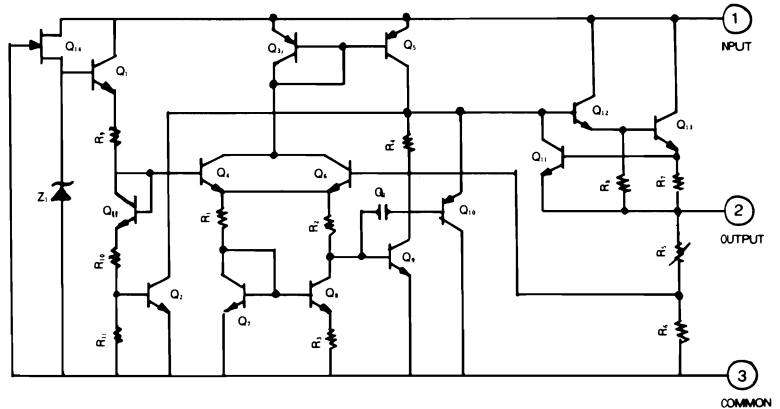 1
INPUT
Q14
Q1
Q3
Q5
Q12
Q13
R9
R4
Q11
Q4
Q6
R8
R7
Z1
R1
R2
Q10
2
OUTPUT
R10
Q9
R5
Q2
Q8
Q7
R11
R3
R6
3
COMMON